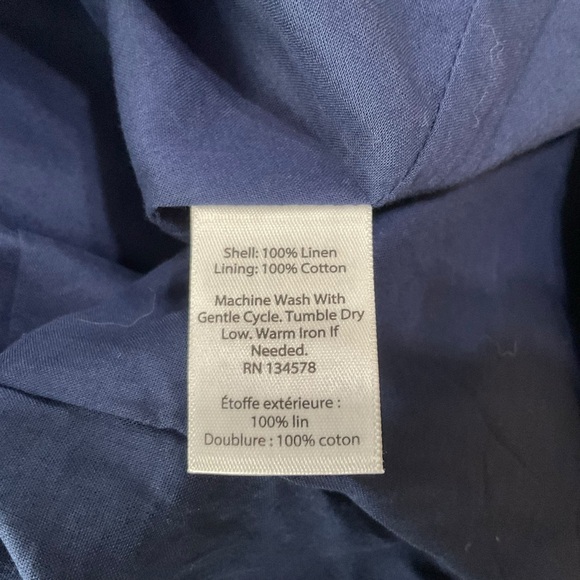 Shell: 100% Linen
Lining: 100% Cotton
Machine Wash With
Gentle Cycle. Tumble Dry
Low. Warm Iron If
Needed.
RN 134578
Étoffe extérieure :
100% lin
Doublure : 100% coton